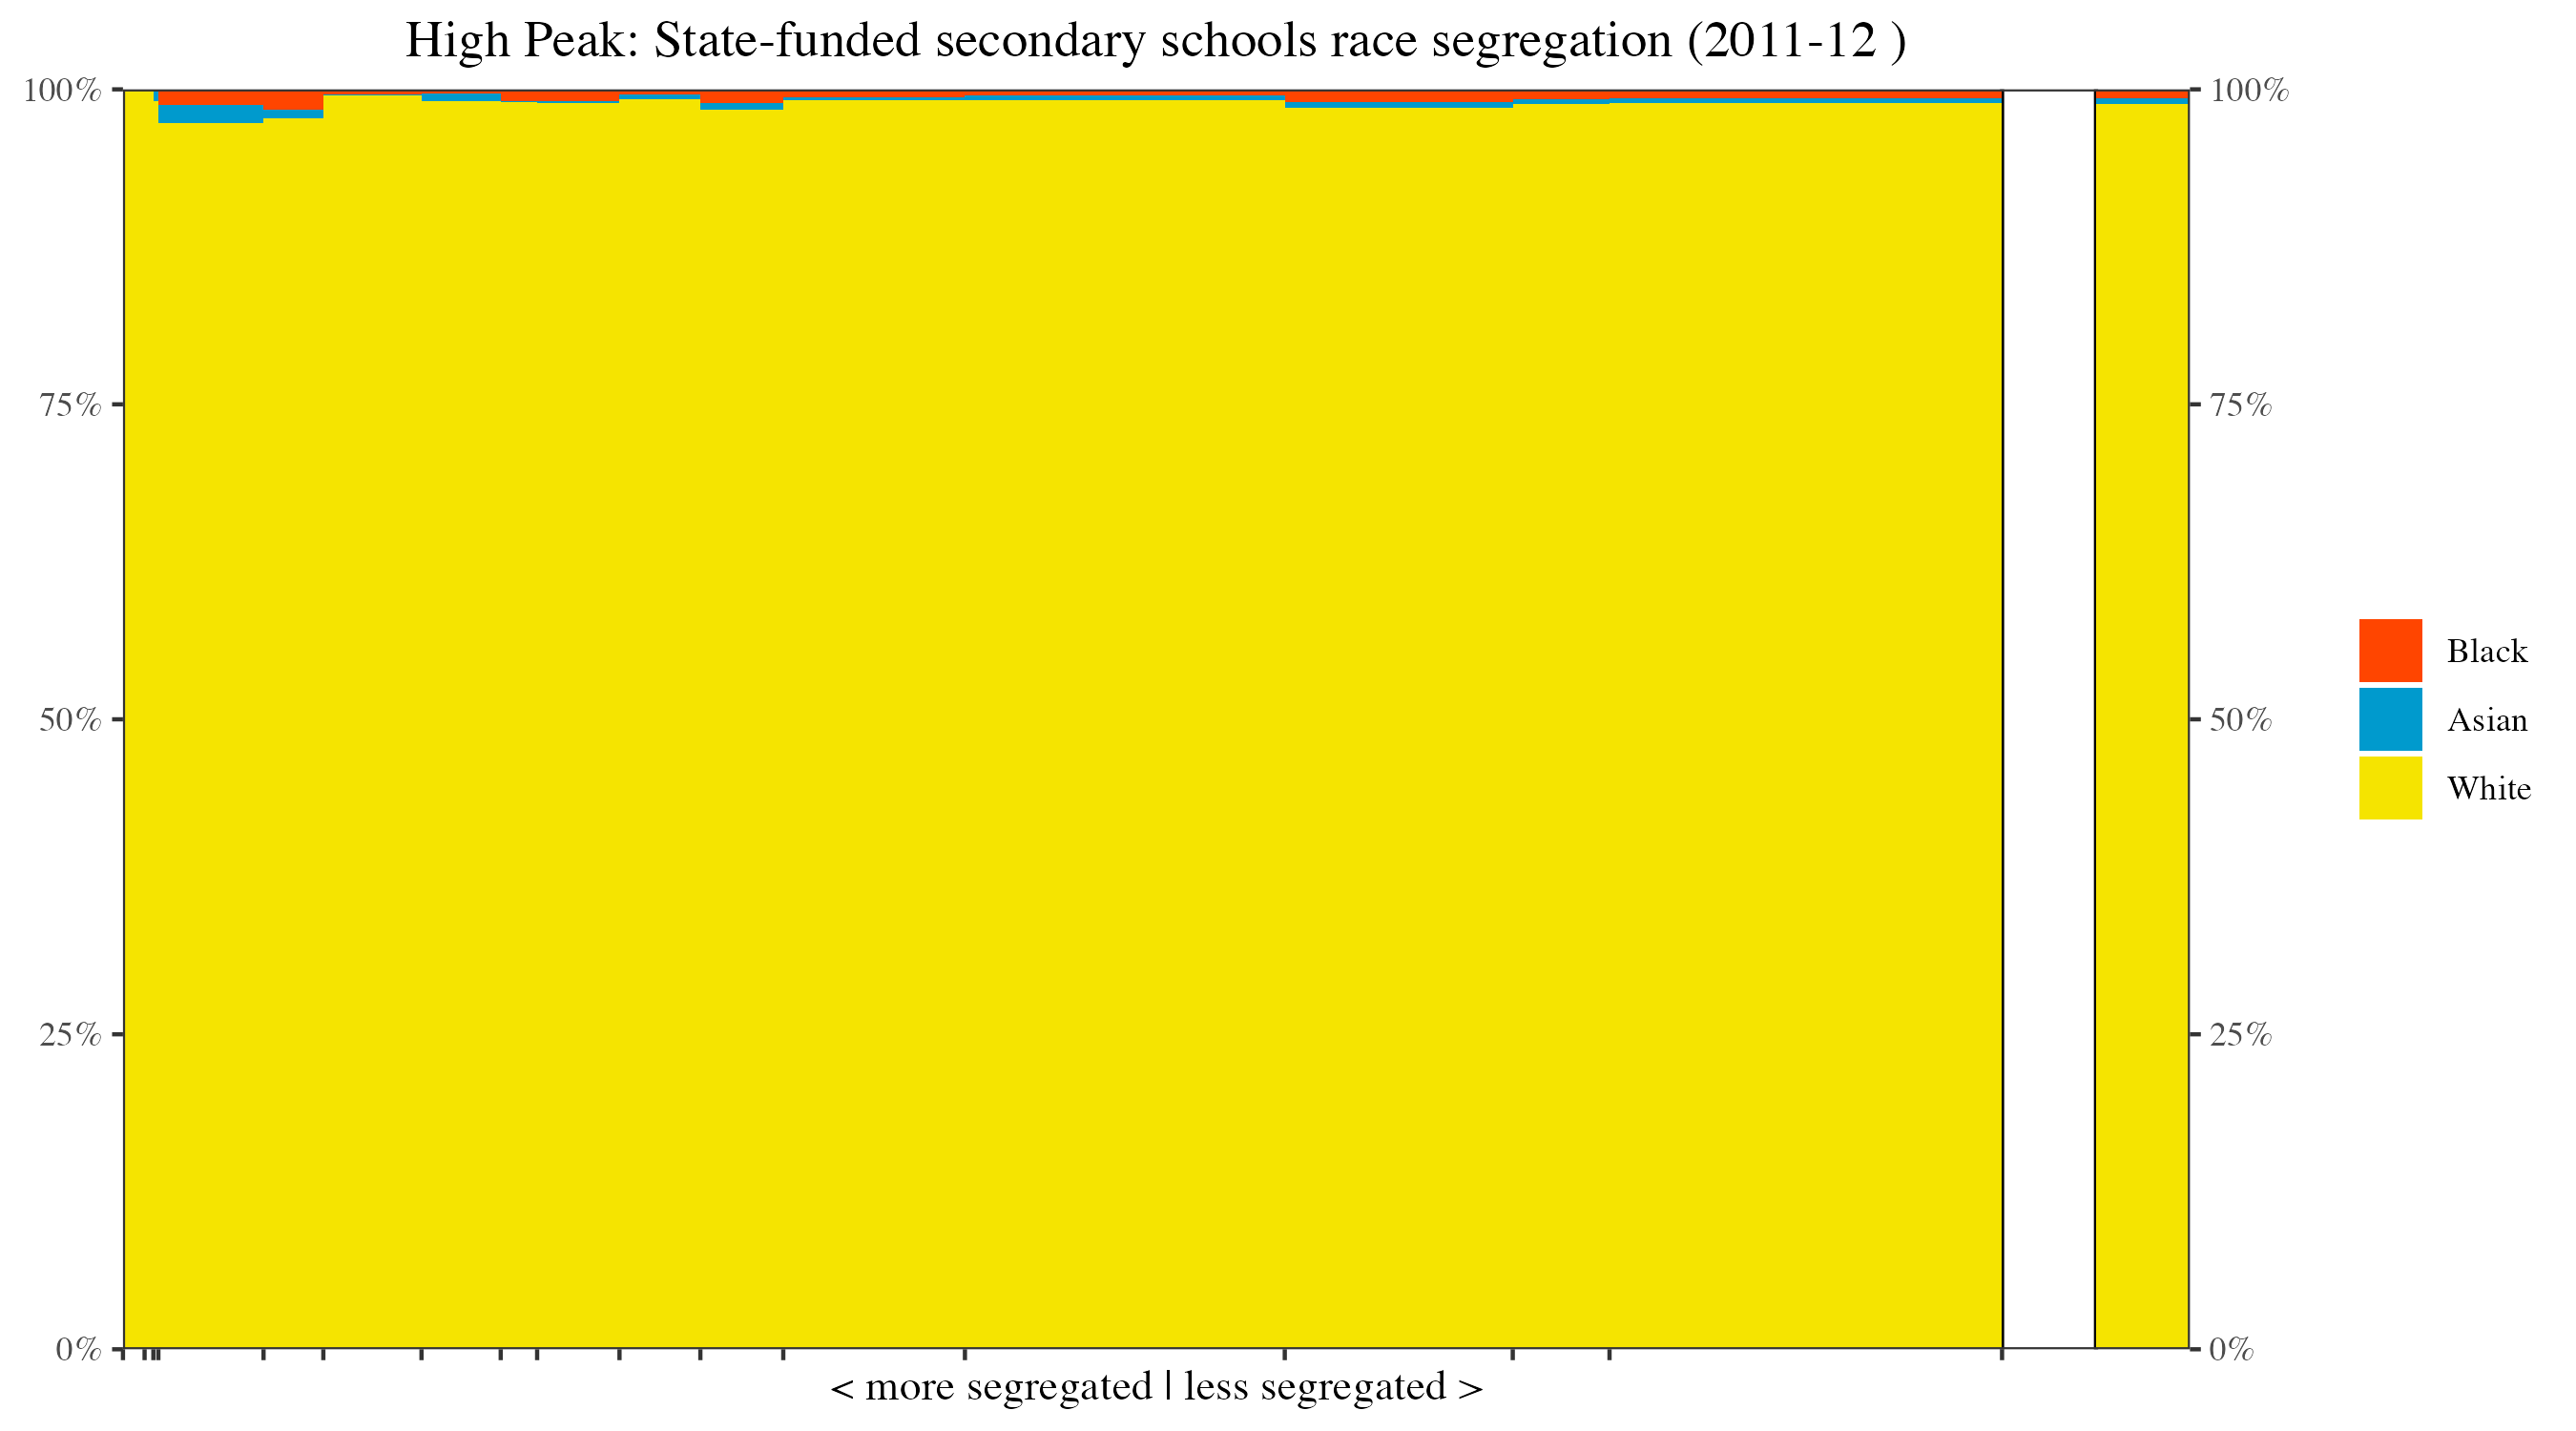 High Peak: State-funded secondary schools race segregation (2011-12 )
100%
75%
50%
25%
0%
100%
75%
50%
25%
0%
Black
Asian
White
< more segregated | less segregated >